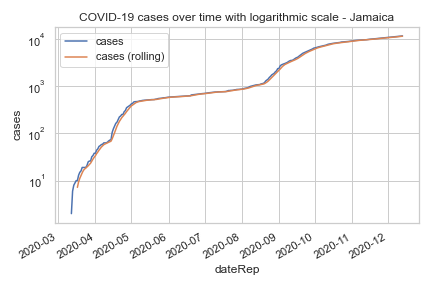 COVID-19 cases over time with logarithmic scale - Jamaica
cases
cases (rolling)
10⁴
10³
10²
10¹
cases
2020-03
2020-04
2020-05
2020-06
2020-07
2020-08
2020-09
2020-10
2020-11
2020-12
dateRep